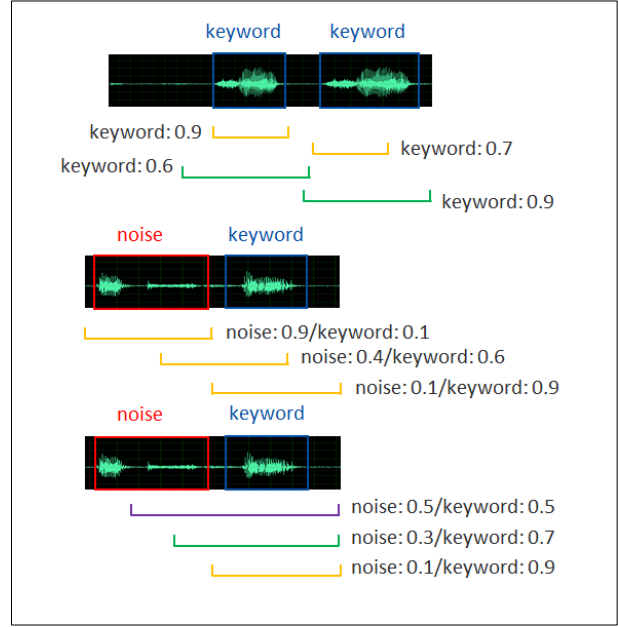 keyword keyword
keyword: 0.9
keyword: 0.7
keyword: 0.6
keyword: 0.9
noise keyword
noise: 0.9/keyword: 0.1
noise: 0.4/keyword: 0.6
noise: 0.1/keyword: 0.9
noise keyword
noise: 0.5/keyword: 0.5
noise: 0.3/keyword: 0.7
noise: 0.1/keyword: 0.9